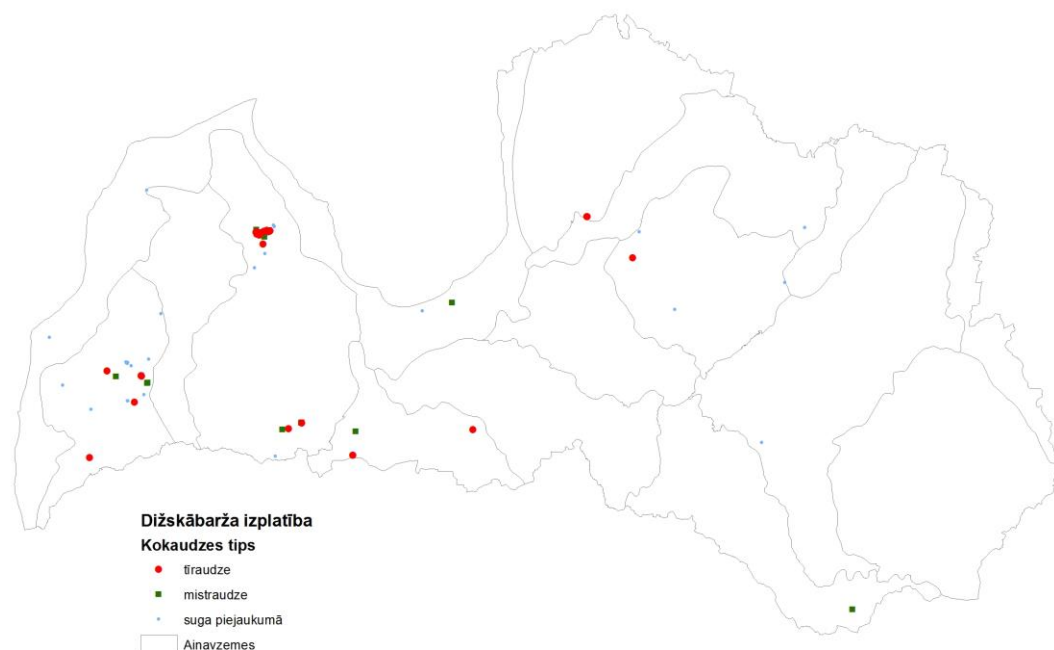 Dižskābarža izplatība
Kokaudzes tips
tīraudze
mistraudze
suga piejaukumā
Ainavzemes